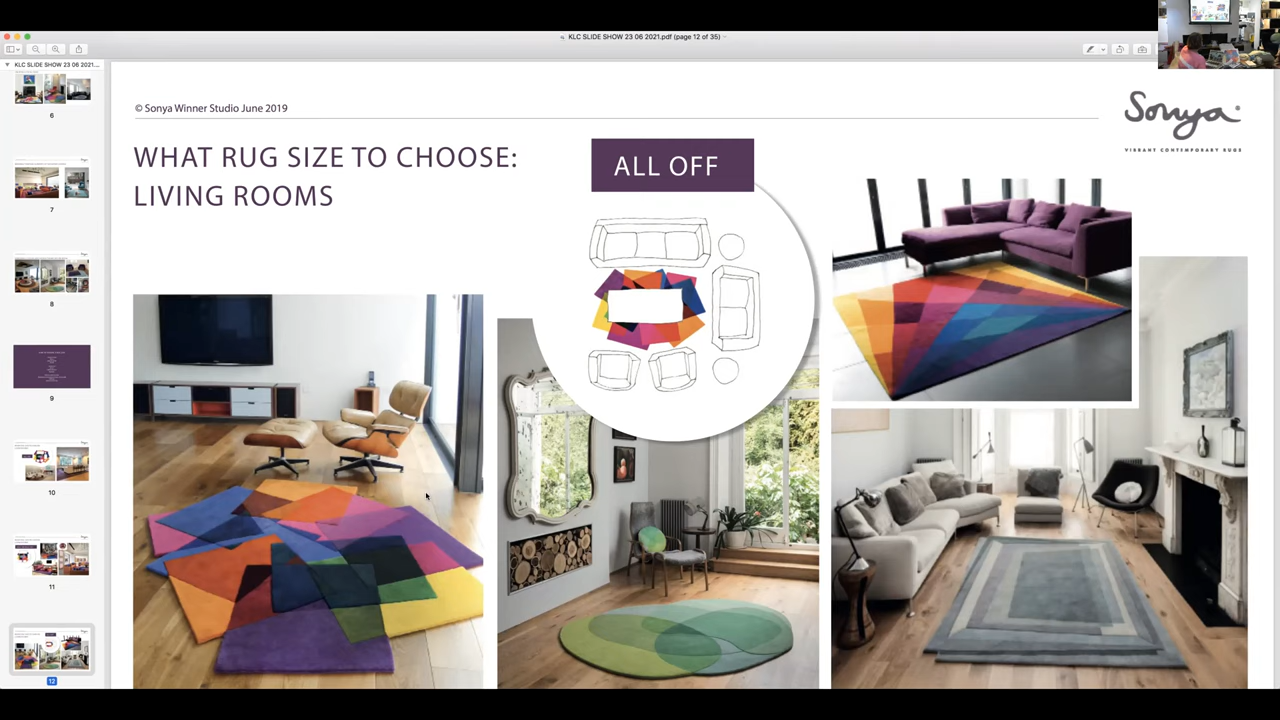 KLC SLIDE SHOW 23 06 2021.pdf (page 12 of 35)
KLC SLIDE SHOW 23 06 2021....
6
7
8
9
10
11
12
© Sonya Winner Studio June 2019
Sonya
VIBRANT CONTEMPORARY RUGS
WHAT RUG SIZE TO CHOOSE:
LIVING ROOMS
ALL OFF